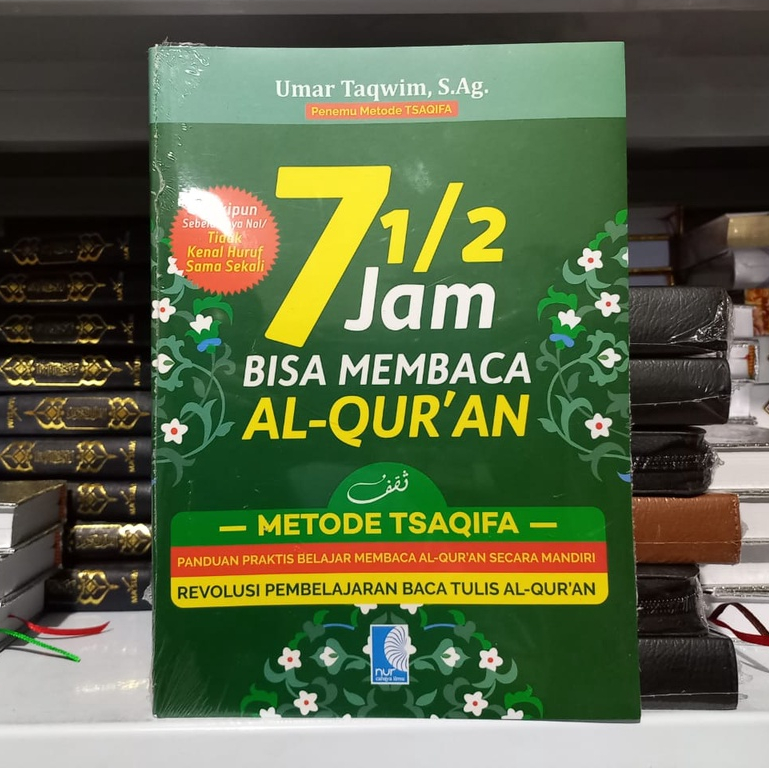 Umar Taqwim, S.Ag.
Penemu Metode TSAQIFA
Tidak
Kenal Huruf
Sama Sekali
7 1/2
Jam
BISA MEMBACA
AL-QUR'AN
ثقف
— METODE TSAQIFA —
PANDUAN PRAKTIS BELAJAR MEMBACA AL-QUR'AN SECARA MANDIRI
REVOLUSI PEMBELAJARAN BACA TULIS AL-QUR'AN
nur
cahaya ilmu